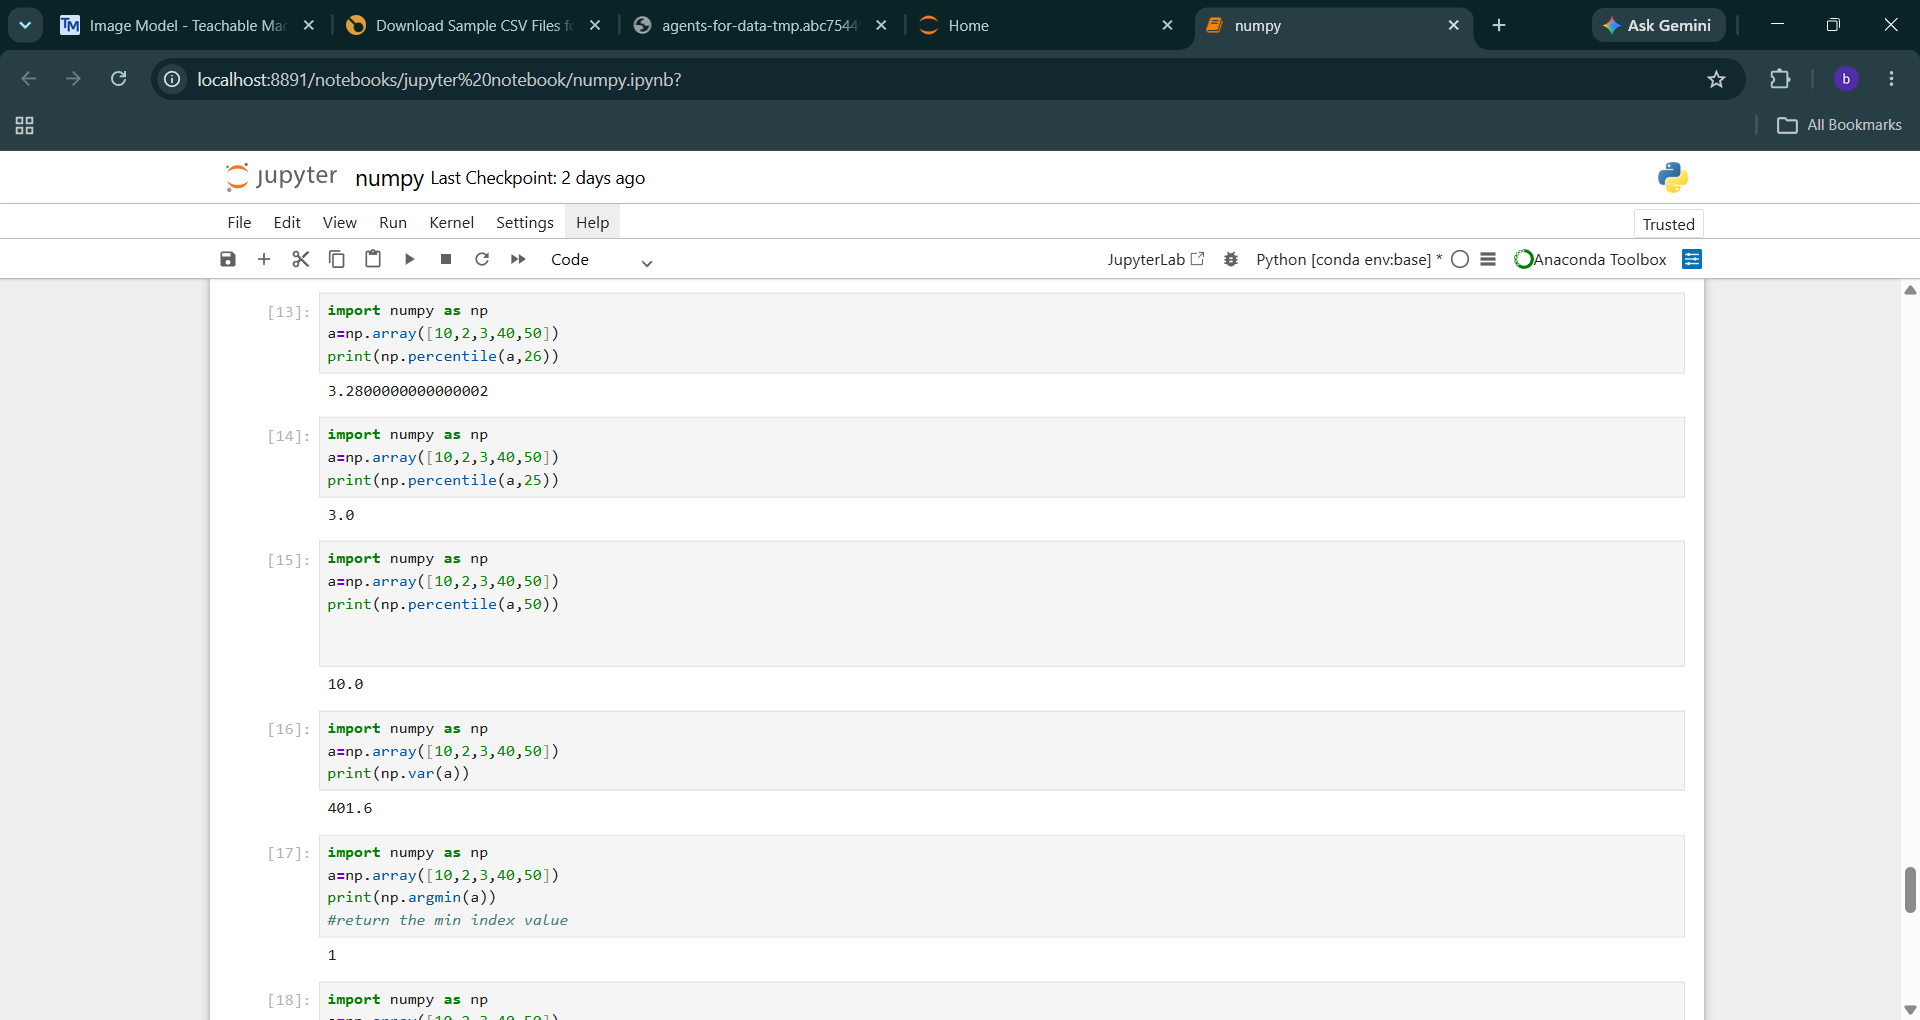 Image Model - Teachable Mac
Download Sample CSV Files fo
agents-for-data-tmp.abc7544
Home
numpy
Ask Gemini
localhost:8891/notebooks/jupyter%20notebook/numpy.ipynb?
b
All Bookmarks
jupyter numpy Last Checkpoint: 2 days ago
File Edit View Run Kernel Settings Help
Trusted
Code
JupyterLab
Python [conda env:base] *
Anaconda Toolbox
[13]:
import numpy as np
a=np.array([10,2,3,40,50])
print(np.percentile(a,26))
3.2800000000000002
[14]:
import numpy as np
a=np.array([10,2,3,40,50])
print(np.percentile(a,25))
3.0
[15]:
import numpy as np
a=np.array([10,2,3,40,50])
print(np.percentile(a,50))
10.0
[16]:
import numpy as np
a=np.array([10,2,3,40,50])
print(np.var(a))
401.6
[17]:
import numpy as np
a=np.array([10,2,3,40,50])
print(np.argmin(a))
#return the min index value
1
[18]:
import numpy as np